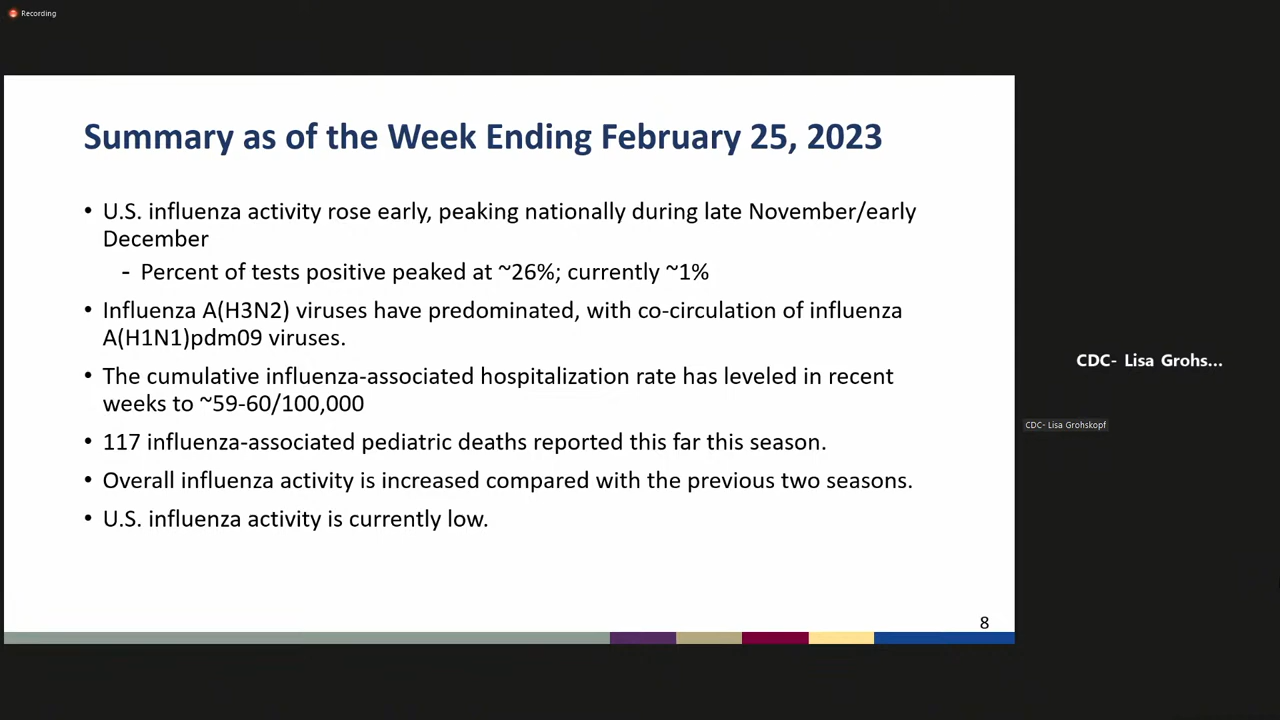 Recording
Summary as of the Week Ending February 25, 2023
• U.S. influenza activity rose early, peaking nationally during late November/early
December
- Percent of tests positive peaked at ~26%; currently ~1%
• Influenza A(H3N2) viruses have predominated, with co-circulation of influenza
A(H1N1)pdm09 viruses.
• The cumulative influenza-associated hospitalization rate has leveled in recent
weeks to ~59-60/100,000
• 117 influenza-associated pediatric deaths reported this far this season.
• Overall influenza activity is increased compared with the previous two seasons.
• U.S. influenza activity is currently low.
8
CDC- Lisa Grohs...
CDC- Lisa Grohskopf